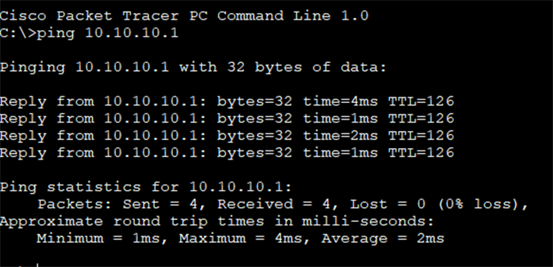 Cisco Packet Tracer PC Command Line 1.0
C:\>ping 10.10.10.1
Pinging 10.10.10.1 with 32 bytes of data:
Reply from 10.10.10.1: bytes=32 time=4ms TTL=126
Reply from 10.10.10.1: bytes=32 time=1ms TTL=126
Reply from 10.10.10.1: bytes=32 time=2ms TTL=126
Reply from 10.10.10.1: bytes=32 time=1ms TTL=126
Ping statistics for 10.10.10.1:
Packets: Sent = 4, Received = 4, Lost = 0 (0% loss),
Approximate round trip times in milli-seconds:
Minimum = 1ms, Maximum = 4ms, Average = 2ms